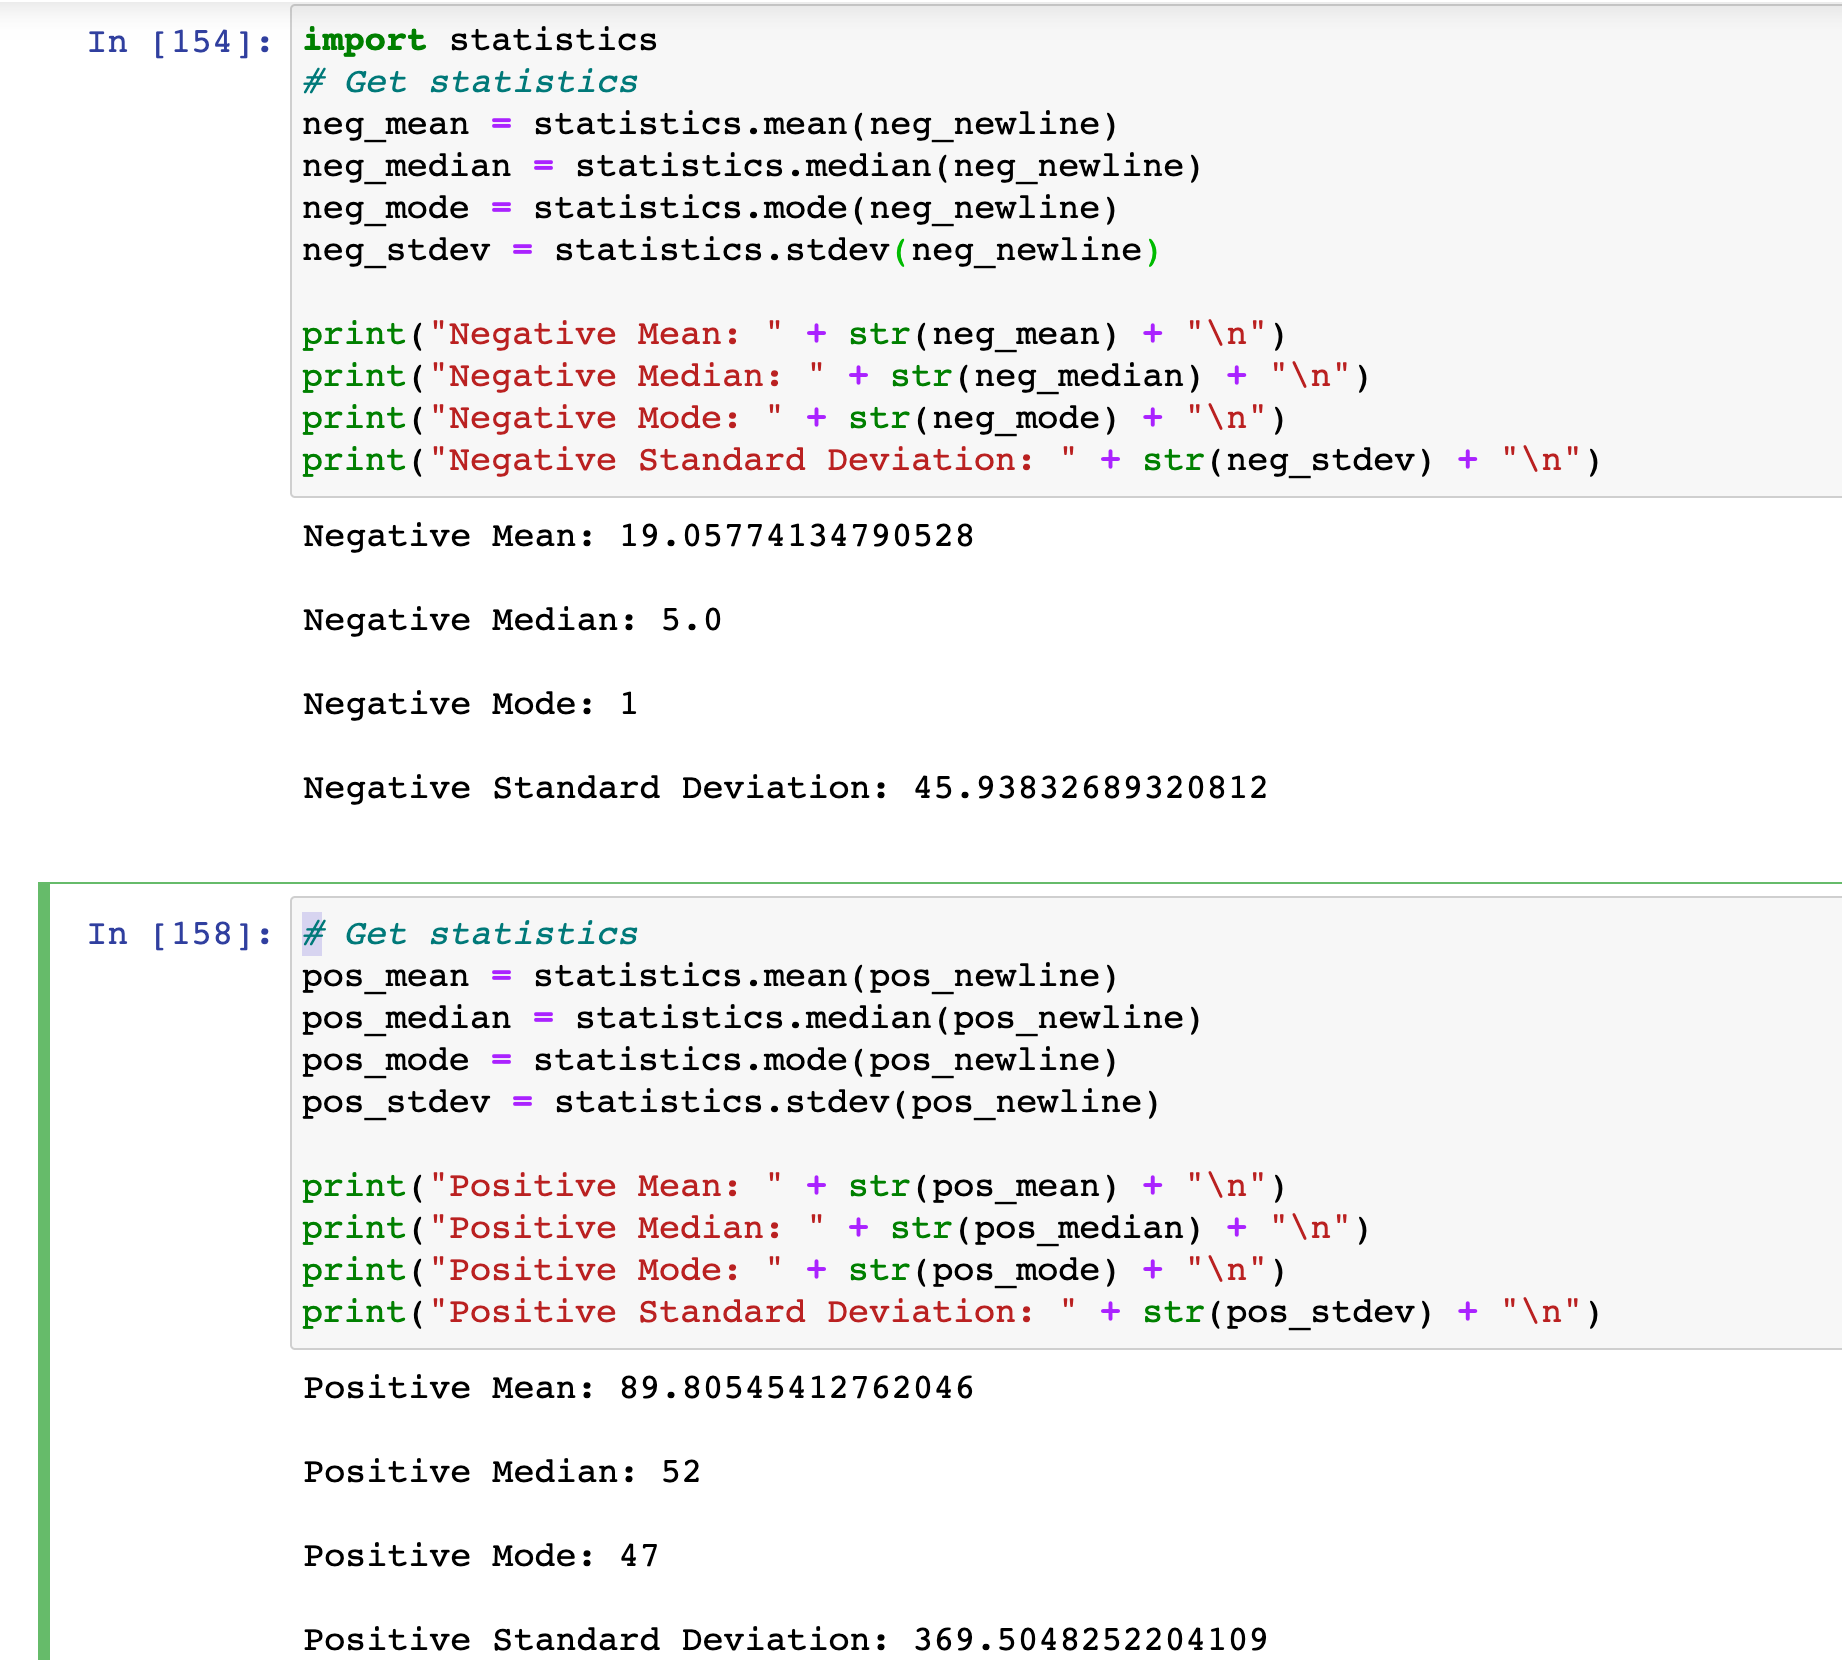 In [154]: import statistics
# Get statistics
neg_mean = statistics.mean(neg_newline)
neg_median = statistics.median(neg_newline)
neg_mode = statistics.mode(neg_newline)
neg_stdev = statistics.stdev(neg_newline)
print("Negative Mean: " + str(neg_mean) + "\n")
print("Negative Median: " + str(neg_median) + "\n")
print("Negative Mode: " + str(neg_mode) + "\n")
print("Negative Standard Deviation: " + str(neg_stdev) + "\n")
Negative Mean: 19.05774134790528
Negative Median: 5.0
Negative Mode: 1
Negative Standard Deviation: 45.93832689320812
In [158]: # Get statistics
pos_mean = statistics.mean(pos_newline)
pos_median = statistics.median(pos_newline)
pos_mode = statistics.mode(pos_newline)
pos_stdev = statistics.stdev(pos_newline)
print("Positive Mean: " + str(pos_mean) + "\n")
print("Positive Median: " + str(pos_median) + "\n")
print("Positive Mode: " + str(pos_mode) + "\n")
print("Positive Standard Deviation: " + str(pos_stdev) + "\n")
Positive Mean: 89.80545412762046
Positive Median: 52
Positive Mode: 47
Positive Standard Deviation: 369.5048252204109